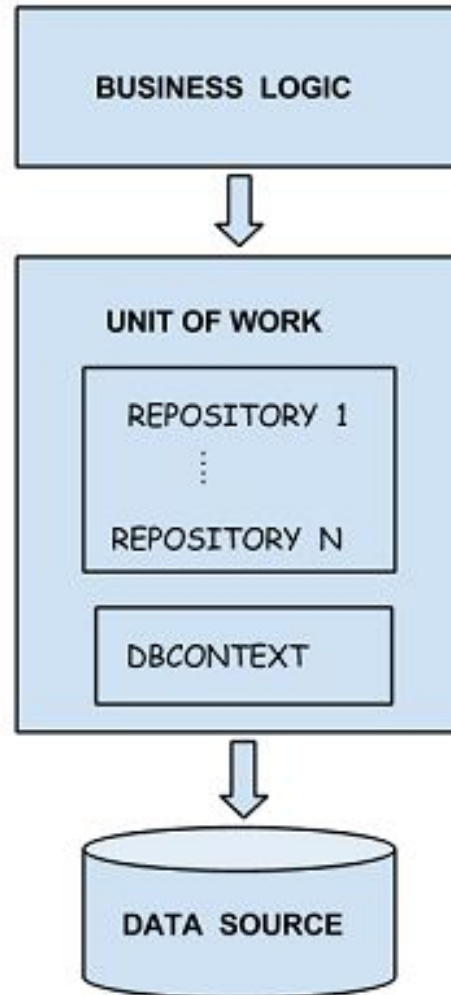 BUSINESS LOGIC
UNIT OF WORK
REPOSITORY 1
REPOSITORY N
DBCONTEXT
DATA SOURCE